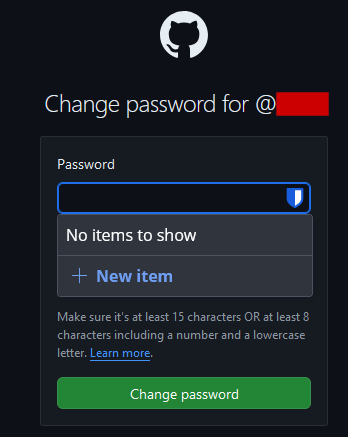 Change password for @
Password
No items to show
New item
Make sure it's at least 15 characters OR at least 8
characters including a number and a lowercase
letter. Learn more.
Change password